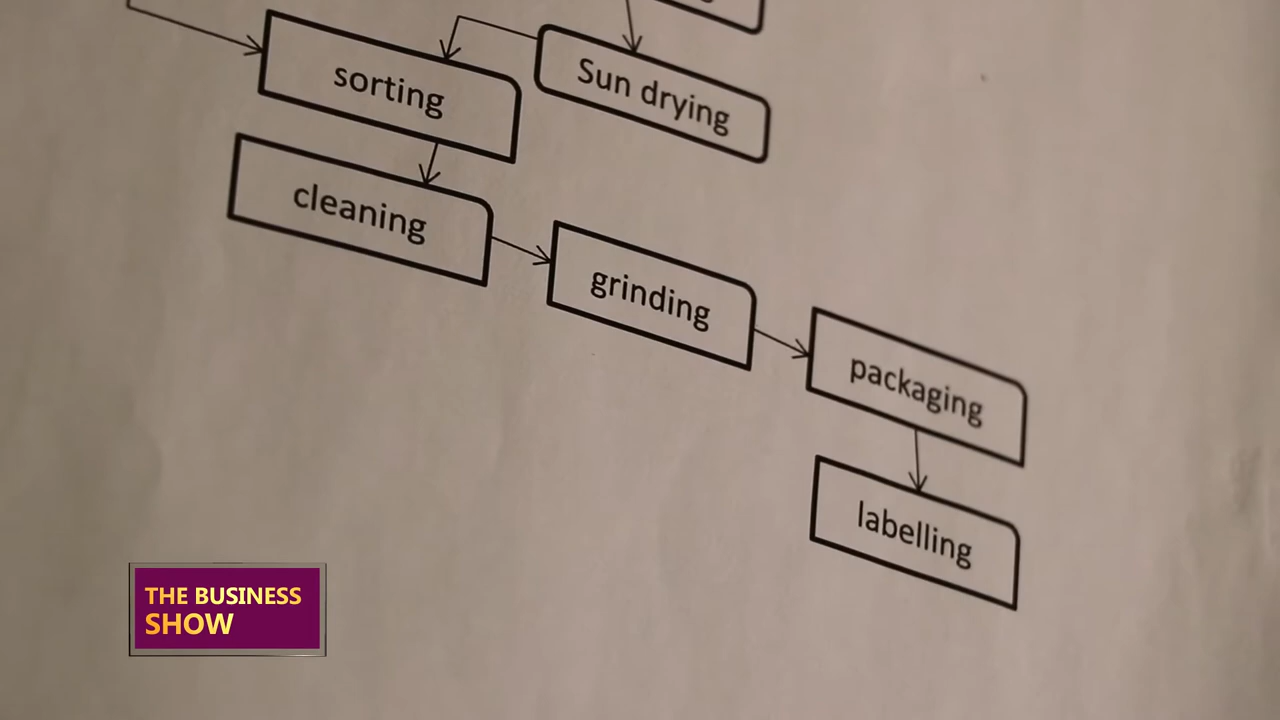 sorting
Sun drying
cleaning
grinding
packaging
labelling
THE BUSINESS
SHOW